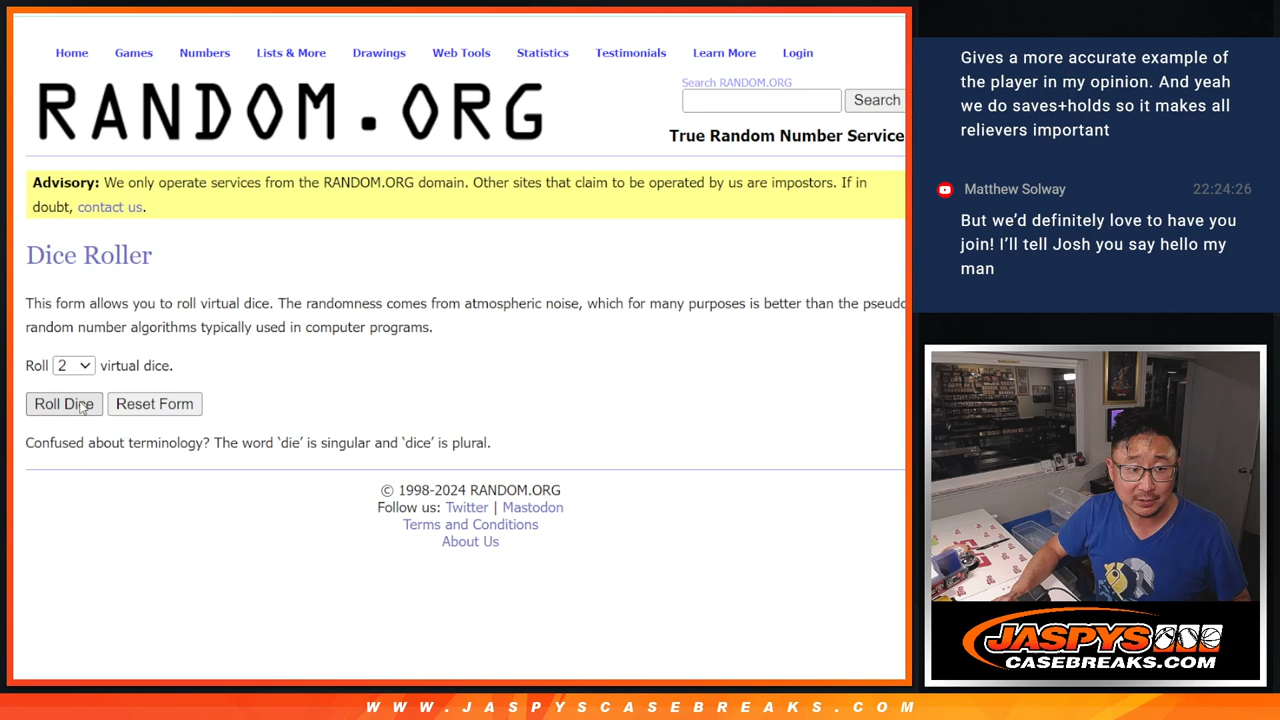 Home Games Numbers Lists & More Drawings Web Tools Statistics Testimonials Learn More Login
RANDOM.ORG
Search RANDOM.ORG
Search
True Random Number Service
Advisory: We only operate services from the RANDOM.ORG domain. Other sites that claim to be operated by us are impostors. If in
doubt, contact us.
Dice Roller
This form allows you to roll virtual dice. The randomness comes from atmospheric noise, which for many purposes is better than the pseudo
random number algorithms typically used in computer programs.
Roll 2 virtual dice.
Roll Dice Reset Form
Confused about terminology? The word ‘die’ is singular and ‘dice’ is plural.
© 1998-2024 RANDOM.ORG
Follow us: Twitter | Mastodon
Terms and Conditions
About Us
Gives a more accurate example of
the player in my opinion. And yeah
we do saves+holds so it makes all
relievers important
Matthew Solway 22:24:26
But we’d definitely love to have you
join! I’ll tell Josh you say hello my
man
JASPYS
CASEBREAKS.COM
WWW.JASPYSCASEBREAKS.COM